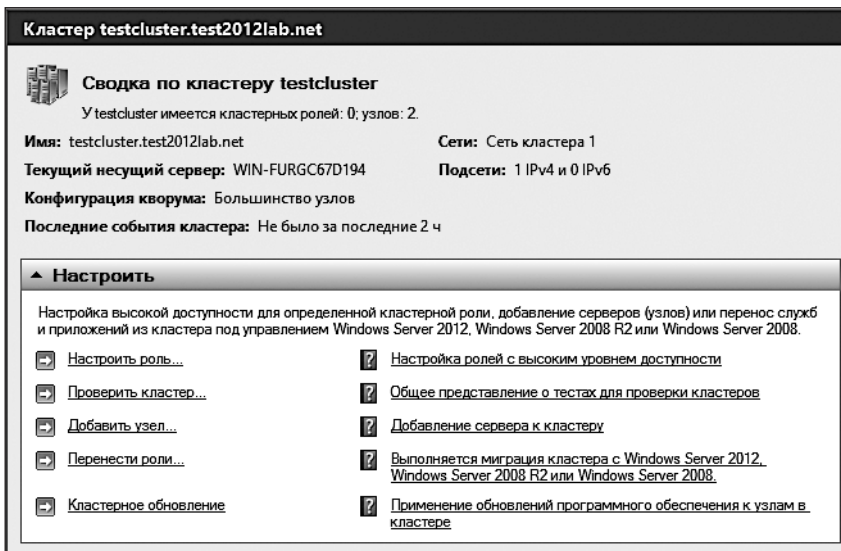 Кластер testcluster.test2012lab.net
Сводка по кластеру testcluster
У testcluster имеется кластерных ролей: 0; узлов: 2.
Имя: testcluster.test2012lab.net
Сети: Сеть кластера 1
Текущий несущий сервер: WIN-FURGC67D194
Подсети: 1 IPv4 и 0 IPv6
Конфигурация кворума: Большинство узлов
Последние события кластера: Не было за последние 2 ч
Настроить
Настройка высокой доступности для определенной кластерной роли, добавление серверов (узлов) или перенос служб
и приложений из кластера под управлением Windows Server 2012, Windows Server 2008 R2 или Windows Server 2008.
Настроить роль...
Настройка ролей с высоким уровнем доступности
Проверить кластер...
Общее представление о тестах для проверки кластеров
Добавить узел...
Добавление сервера к кластеру
Перенести роли...
Выполняется миграция кластера с Windows Server 2012,
Windows Server 2008 R2 или Windows Server 2008.
Кластерное обновление
Применение обновлений программного обеспечения к узлам в
кластере